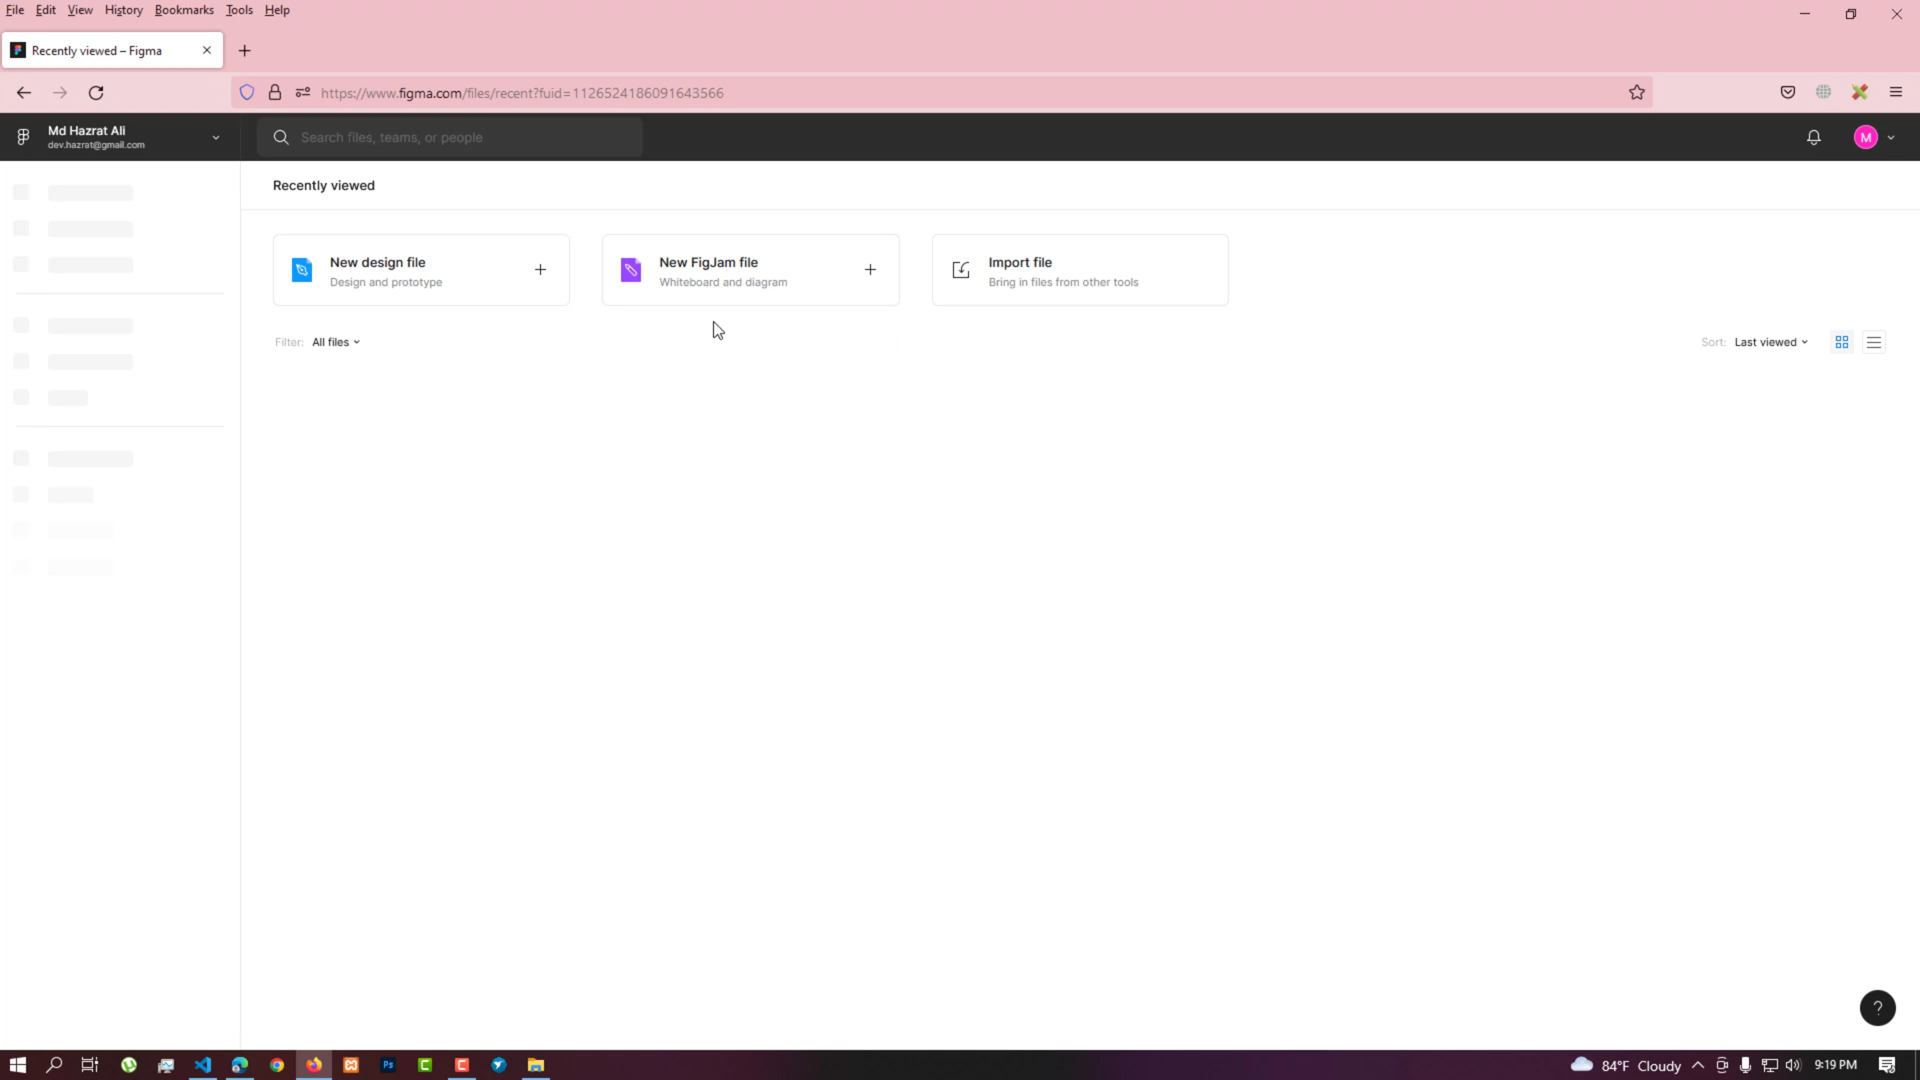 File Edit View History Bookmarks Tools Help
Recently viewed – Figma
https://www.figma.com/files/recent?fuid=1126524186091643566
Md Hazrat Ali
dev.hazrat@gmail.com
Search files, teams, or people
M
Recently viewed
New design file
Design and prototype
New FigJam file
Whiteboard and diagram
Import file
Bring in files from other tools
Filter: All files
Sort: Last viewed
?
Ps
C
C
84°F Cloudy
9:19 PM